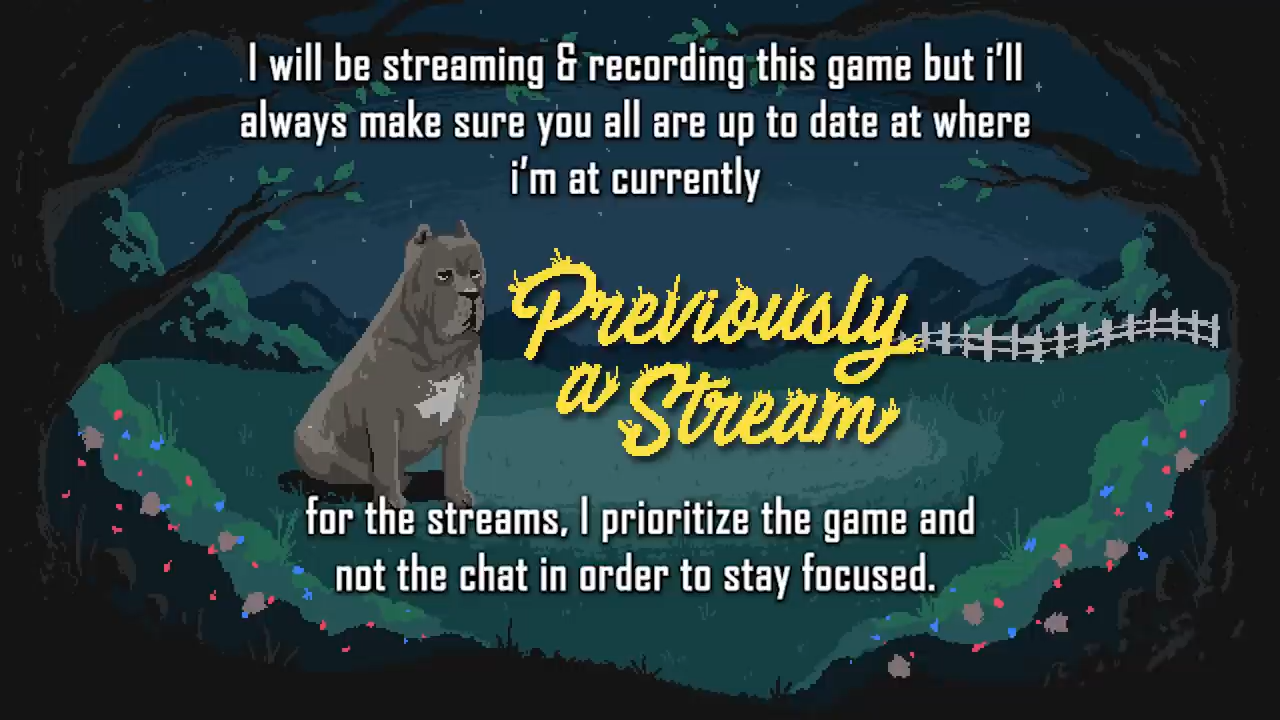 I will be streaming & recording this game but i'll
always make sure you all are up to date at where
i'm at currently
Previously
a Stream
for the streams, I prioritize the game and
not the chat in order to stay focused.